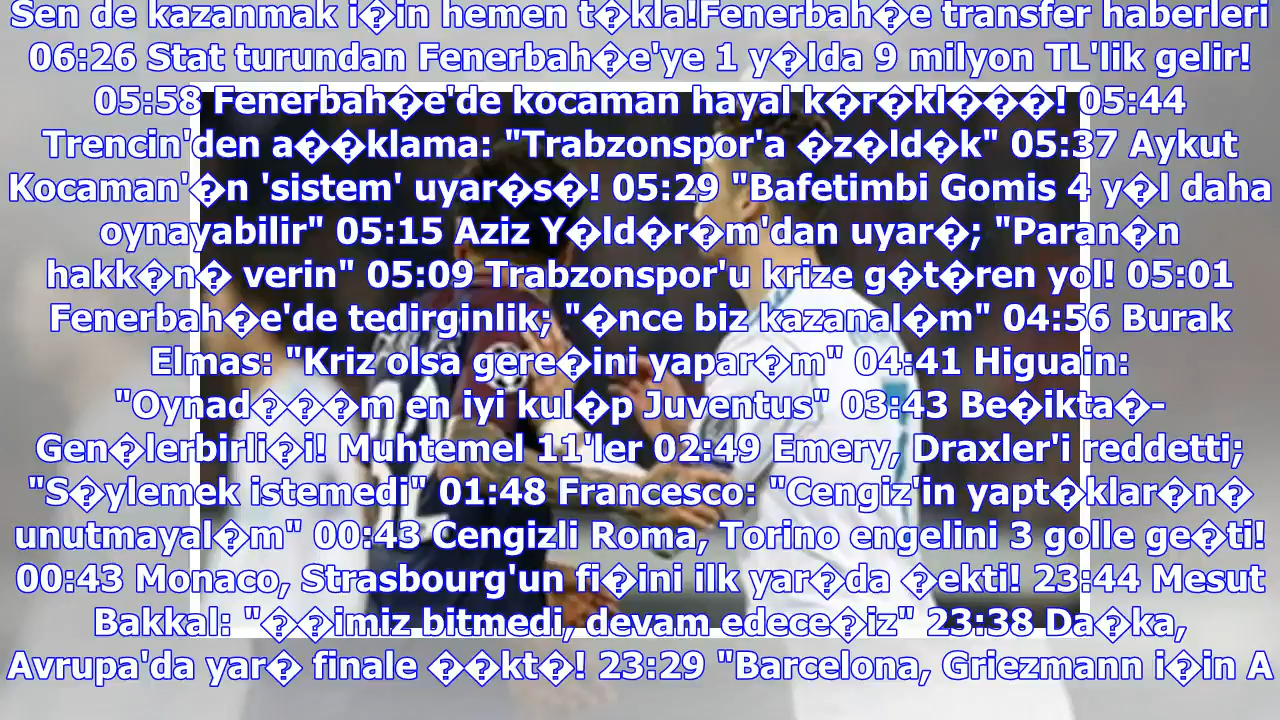 Sen de kazanmak i�in hemen t�kla!Fenerbah�e transfer haberleri
06:26 Stat turundan Fenerbah�e'ye 1 y�lda 9 milyon TL'lik gelir!
05:58 Fenerbah�e'de kocaman hayal k�r�kl���! 05:44
Trencin'den a��klama: "Trabzonspor'a �z�ld�k" 05:37 Aykut
Kocaman'�n 'sistem' uyar�s�! 05:29 "Bafetimbi Gomis 4 y�l daha
oynayabilir" 05:15 Aziz Y�ld�r�m'dan uyar�; "Paran�n
hakk�n� verin" 05:09 Trabzonspor'u krize g�t�ren yol! 05:01
Fenerbah�e'de tedirginlik; "�nce biz kazanal�m" 04:56 Burak
Elmas: "Kriz olsa gere�ini yapar�m" 04:41 Higuain:
"Oynad���m en iyi kul�p Juventus" 03:43 Be�ikta�-
Gen�lerbirli�i! Muhtemel 11'ler 02:49 Emery, Draxler'i reddetti;
"S�ylemek istemedi" 01:48 Francesco: "Cengiz'in yapt�klar�n�
unutmayal�m" 00:43 Cengizli Roma, Torino engelini 3 golle ge�ti!
00:43 Monaco, Strasbourg'un fi�ini ilk yar�da �ekti! 23:44 Mesut
Bakkal: "��imiz bitmedi, devam edece�iz" 23:38 Da�ka,
Avrupa'da yar� finale ��kt�! 23:29 "Barcelona, Griezmann i�in A